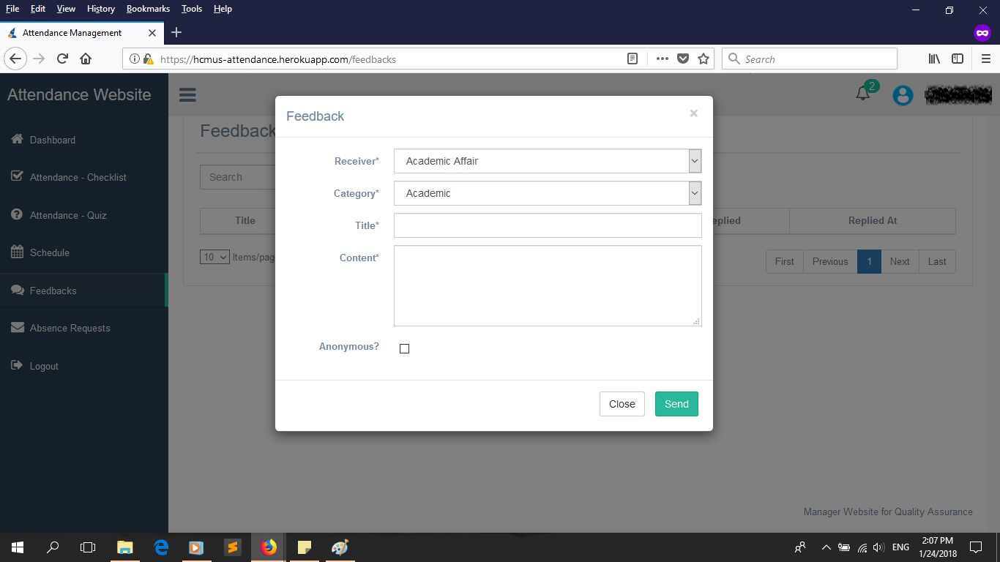 File Edit View History Bookmarks Tools Help
Attendance Management
https://hcmus-attendance.herokuapp.com/feedbacks
Search
Attendance Website
2
Dashboard
Attendance - Checklist
Attendance - Quiz
Schedule
Feedbacks
Absence Requests
Logout
Feedback
Search
Title
eplied
Replied At
10 Items/pag
First Previous 1 Next Last
Feedback
Receiver* Academic Affair
Category* Academic
Title*
Content*
Anonymous?
Close Send
Manager Website for Quality Assurance
ENG
2:07 PM
1/24/2018